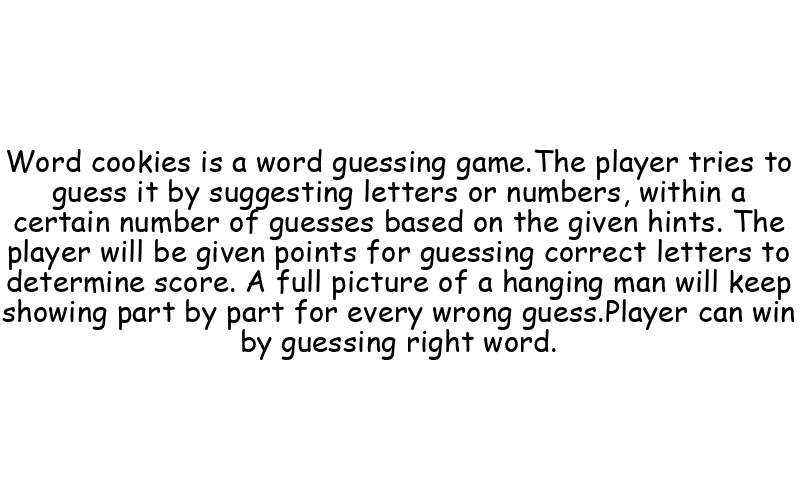 Word cookies is a word guessing game.The player tries to
guess it by suggesting letters or numbers, within a
certain number of guesses based on the given hints. The
player will be given points for guessing correct letters to
determine score. A full picture of a hanging man will keep
showing part by part for every wrong guess.Player can win
by guessing right word.